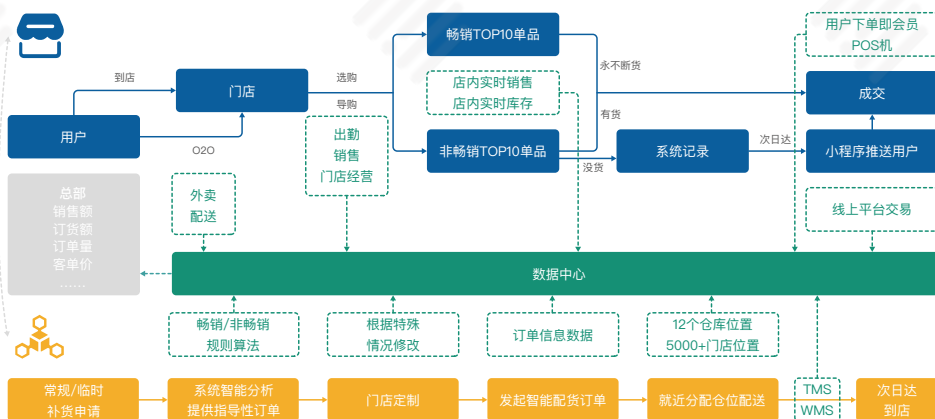 用户下单即会员
POS机
畅销TOP10单品
到店
门店
选购
导购
永不断货
店内实时销售
店内实时库存
成交
用户
O2O
出勤
销售
门店经营
有货
非畅销TOP10单品
没货
系统记录
次日达
小程序推送用户
总部
销售额
订货额
订单量
客单价
……
外卖
配送
线上平台交易
数据中心
畅销/非畅销
规则算法
根据特殊
情况修改
订单信息数据
12个仓库位置
5000+门店位置
常规/临时
补货申请
系统智能分析
提供指导性订单
门店定制
发起智能配货订单
就近分配仓位配送
TMS
WMS
次日达
到店